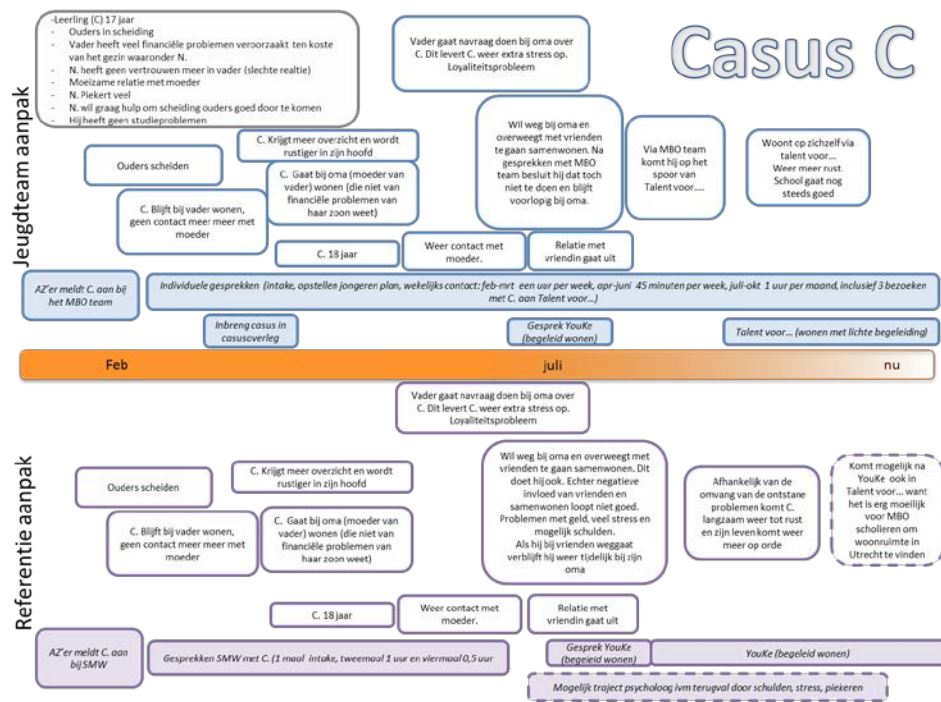 Casus C
Jeugdteam aanpak
-Leerling (C) 17 jaar
- Ouders in scheiding
- Vader heeft veel financiële problemen veroorzaakt ten koste
van het gezin waaronder N.
- N. heeft geen vertrouwen meer in vader (slechte realtie)
- Moeizame relatie met moeder
- N. Piekert veel
- N. wil graag hulp om scheiding ouders goed door te komen
- Hij heeft geen studieproblemen
Vader gaat navraag doen bij oma over
C. Dit levert C. weer extra stress op.
Loyaliteitsprobleem
Ouders scheiden
C. Krijgt meer overzicht en wordt
rustiger in zijn hoofd
C. Blijft bij vader wonen,
geen contact meer meer met
moeder
C. Gaat bij oma (moeder van
vader) wonen (die niet van
financiële problemen van
haar zoon weet)
Wil weg bij oma en
overweegt met vrienden
te gaan samenwonen. Na
gesprekken met MBO
team besluit hij dat toch
niet te doen en blijft
voorlopig bij oma.
Via MBO team
komt hij op het
spoor van
Talent voor.....
Woont op zichzelf via
talent voor...
Weer meer rust.
School gaat nog
steeds goed
C. 18 jaar
Weer contact met
moeder.
Relatie met
vriendin gaat uit
AZ'er meldt C. aan bij
het MBO team
Individuele gesprekken (intake, opstellen jongeren plan, wekelijks contact: feb-mrt een uur per week, apr-juni 45 minuten per week, juli-okt 1 uur per maand, inclusief 3 bezoeken
met C. aan Talent voor...)
Inbreng casus in
casusoverleg
Gesprek YouKe
(begeleid wonen)
Talent voor... (wonen met lichte begeleiding)
Feb
juli
nu
Referentie aanpak
Vader gaat navraag doen bij oma over
C. Dit levert C. weer extra stress op.
Loyaliteitsprobleem
Ouders scheiden
C. Krijgt meer overzicht en wordt
rustiger in zijn hoofd
C. Blijft bij vader wonen,
geen contact meer meer met
moeder
C. Gaat bij oma (moeder van
vader) wonen (die niet van
financiële problemen van
haar zoon weet)
Wil weg bij oma en overweegt met
vrienden te gaan samenwonen. Dit
doet hij ook. Echter negatieve
invloed van vrienden en
samenwonen loopt niet goed.
Problemen met geld, veel stress en
mogelijk schulden.
Als hij bij vrienden weggaat
verblijft hij weer tijdelijk bij zijn
oma
Afhankelijk van de
omvang van de ontstane
problemen komt C.
langzaam weer tot rust
en zijn leven komt weer
meer op orde
Komt mogelijk na
YouKe ook in
Talent voor... want
het is erg moeilijk
voor MBO
scholieren om
woonruimte in
Utrecht te vinden
C. 18 jaar
Weer contact met
moeder.
Relatie met
vriendin gaat uit
AZ'er meldt C. aan
bij SMW
Gesprekken SMW met C. (1 maal intake, tweemaal 1 uur en viermaal 0,5 uur
Gesprek YouKe
(begeleid wonen)
YouKe (begeleid wonen)
Mogelijk traject psycholoog ivm terugval door schulden, stress, piekeren